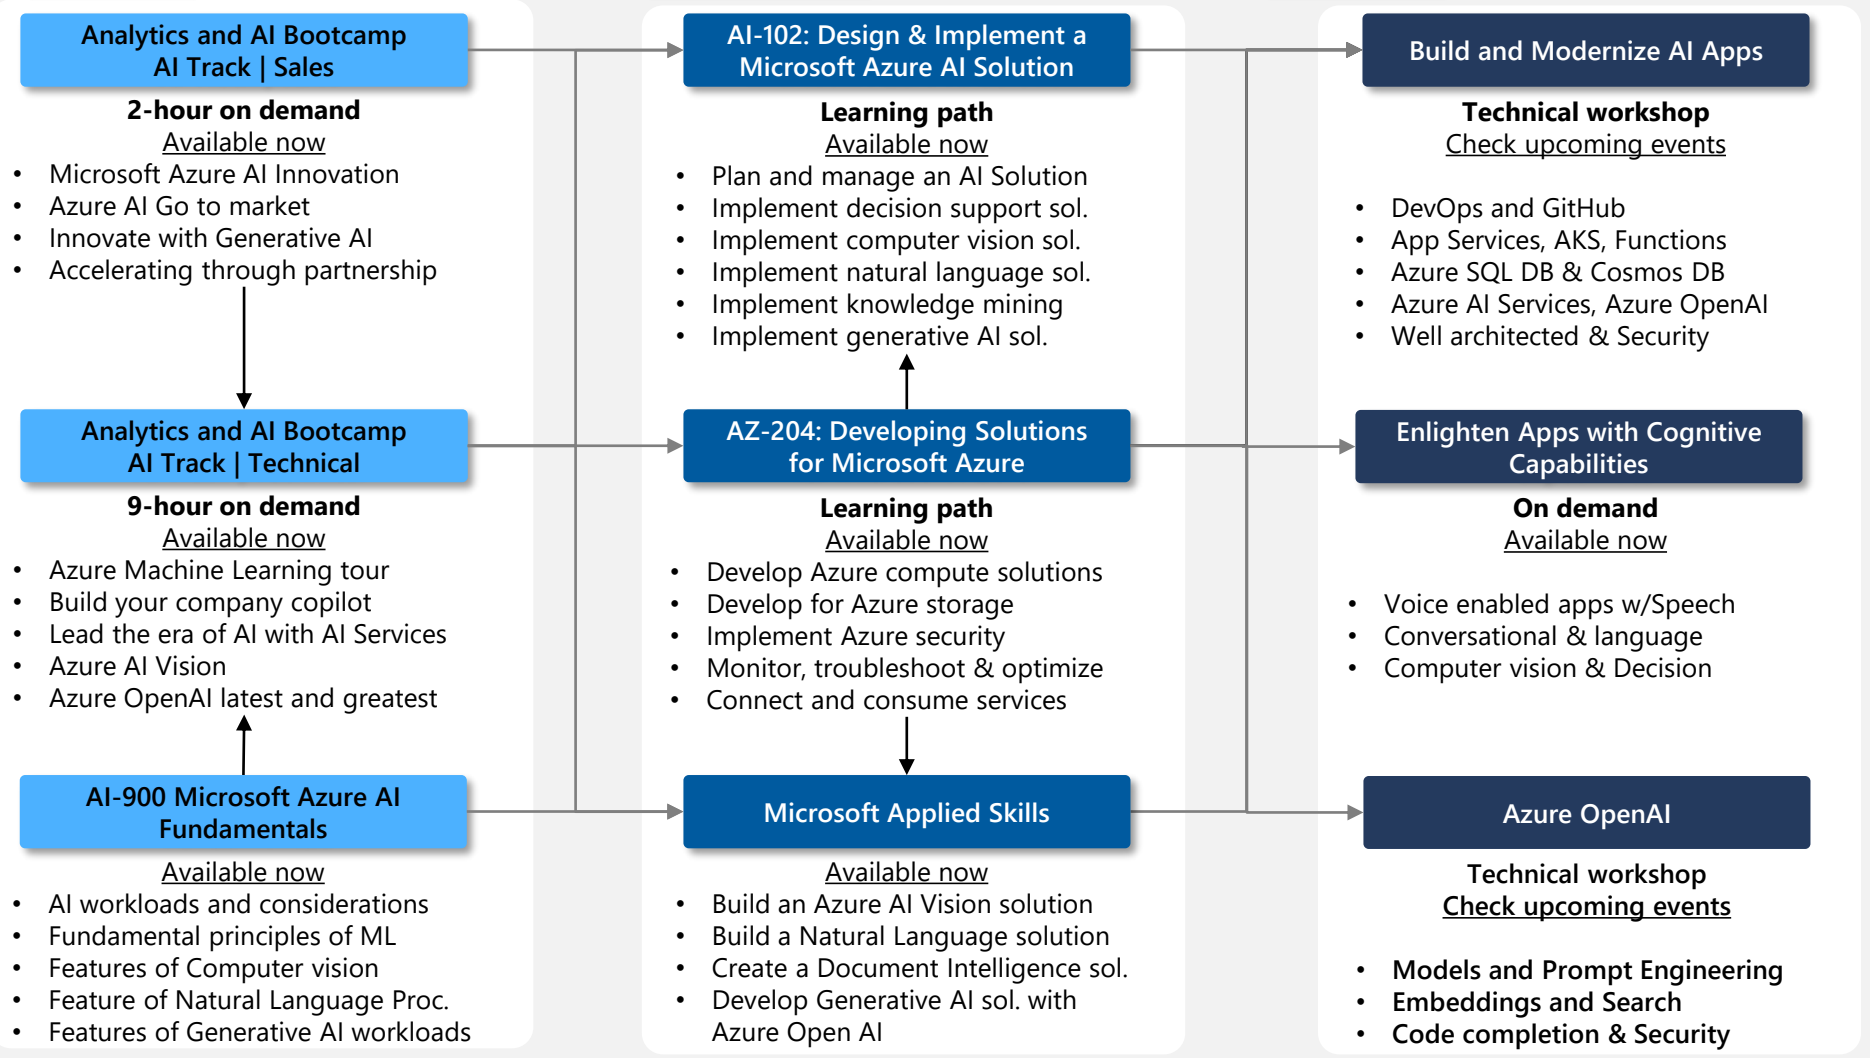 Analytics and AI Bootcamp
AI Track | Sales
2-hour on demand
Available now
• Microsoft Azure AI Innovation
• Azure AI Go to market
• Innovate with Generative AI
• Accelerating through partnership
Analytics and AI Bootcamp
AI Track | Technical
9-hour on demand
Available now
• Azure Machine Learning tour
• Build your company copilot
• Lead the era of AI with AI Services
• Azure AI Vision
• Azure OpenAI latest and greatest
AI-900 Microsoft Azure AI
Fundamentals
Available now
• AI workloads and considerations
• Fundamental principles of ML
• Features of Computer vision
• Feature of Natural Language Proc.
• Features of Generative AI workloads
AI-102: Design & Implement a
Microsoft Azure AI Solution
Learning path
Available now
• Plan and manage an AI Solution
• Implement decision support sol.
• Implement computer vision sol.
• Implement natural language sol.
• Implement knowledge mining
• Implement generative AI sol.
AZ-204: Developing Solutions
for Microsoft Azure
Learning path
Available now
• Develop Azure compute solutions
• Develop for Azure storage
• Implement Azure security
• Monitor, troubleshoot & optimize
• Connect and consume services
Microsoft Applied Skills
Available now
• Build an Azure AI Vision solution
• Build a Natural Language solution
• Create a Document Intelligence sol.
• Develop Generative AI sol. with
Azure Open AI
Build and Modernize AI Apps
Technical workshop
Check upcoming events
• DevOps and GitHub
• App Services, AKS, Functions
• Azure SQL DB & Cosmos DB
• Azure AI Services, Azure OpenAI
• Well architected & Security
Enlighten Apps with Cognitive
Capabilities
On demand
Available now
• Voice enabled apps w/Speech
• Conversational & language
• Computer vision & Decision
Azure OpenAI
Technical workshop
Check upcoming events
• Models and Prompt Engineering
• Embeddings and Search
• Code completion & Security